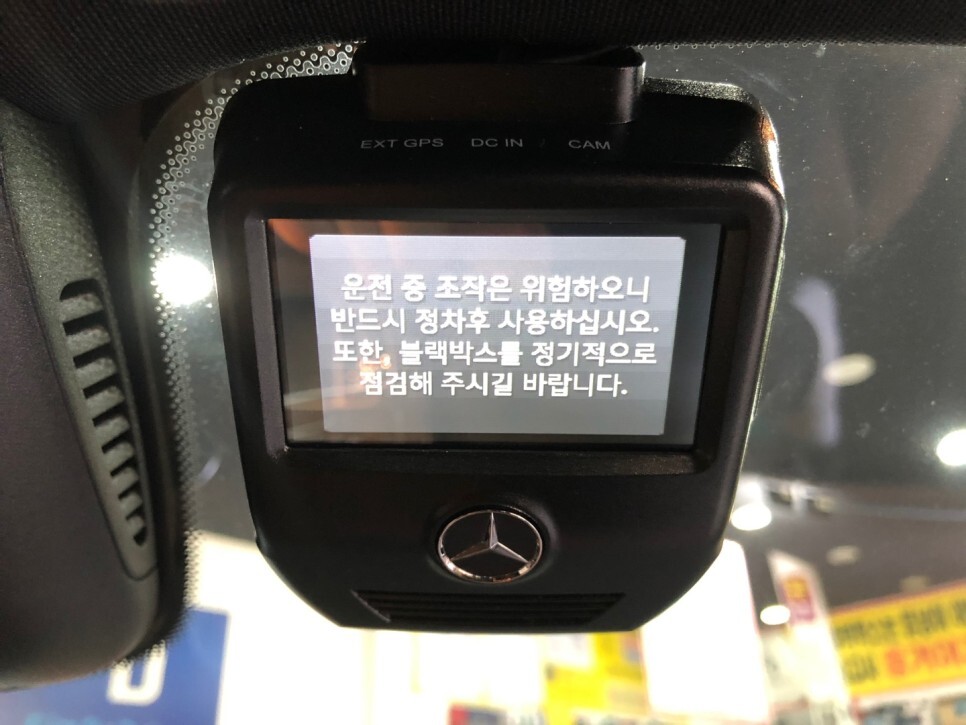 EXT GPS DC IN CAM
운전 중 조작은 위험하오니
반드시 정차후 사용하십시오.
또한, 블랙박스를 정기적으로
점검해 주시길 바랍니다.